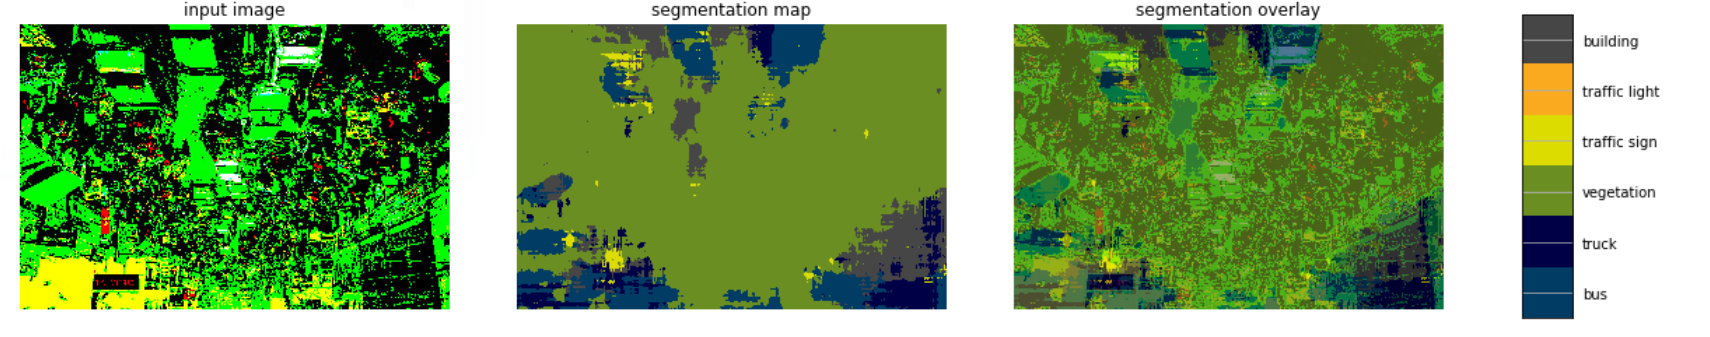 input image
segmentation map
segmentation overlay
building
traffic light
traffic sign
vegetation
truck
bus